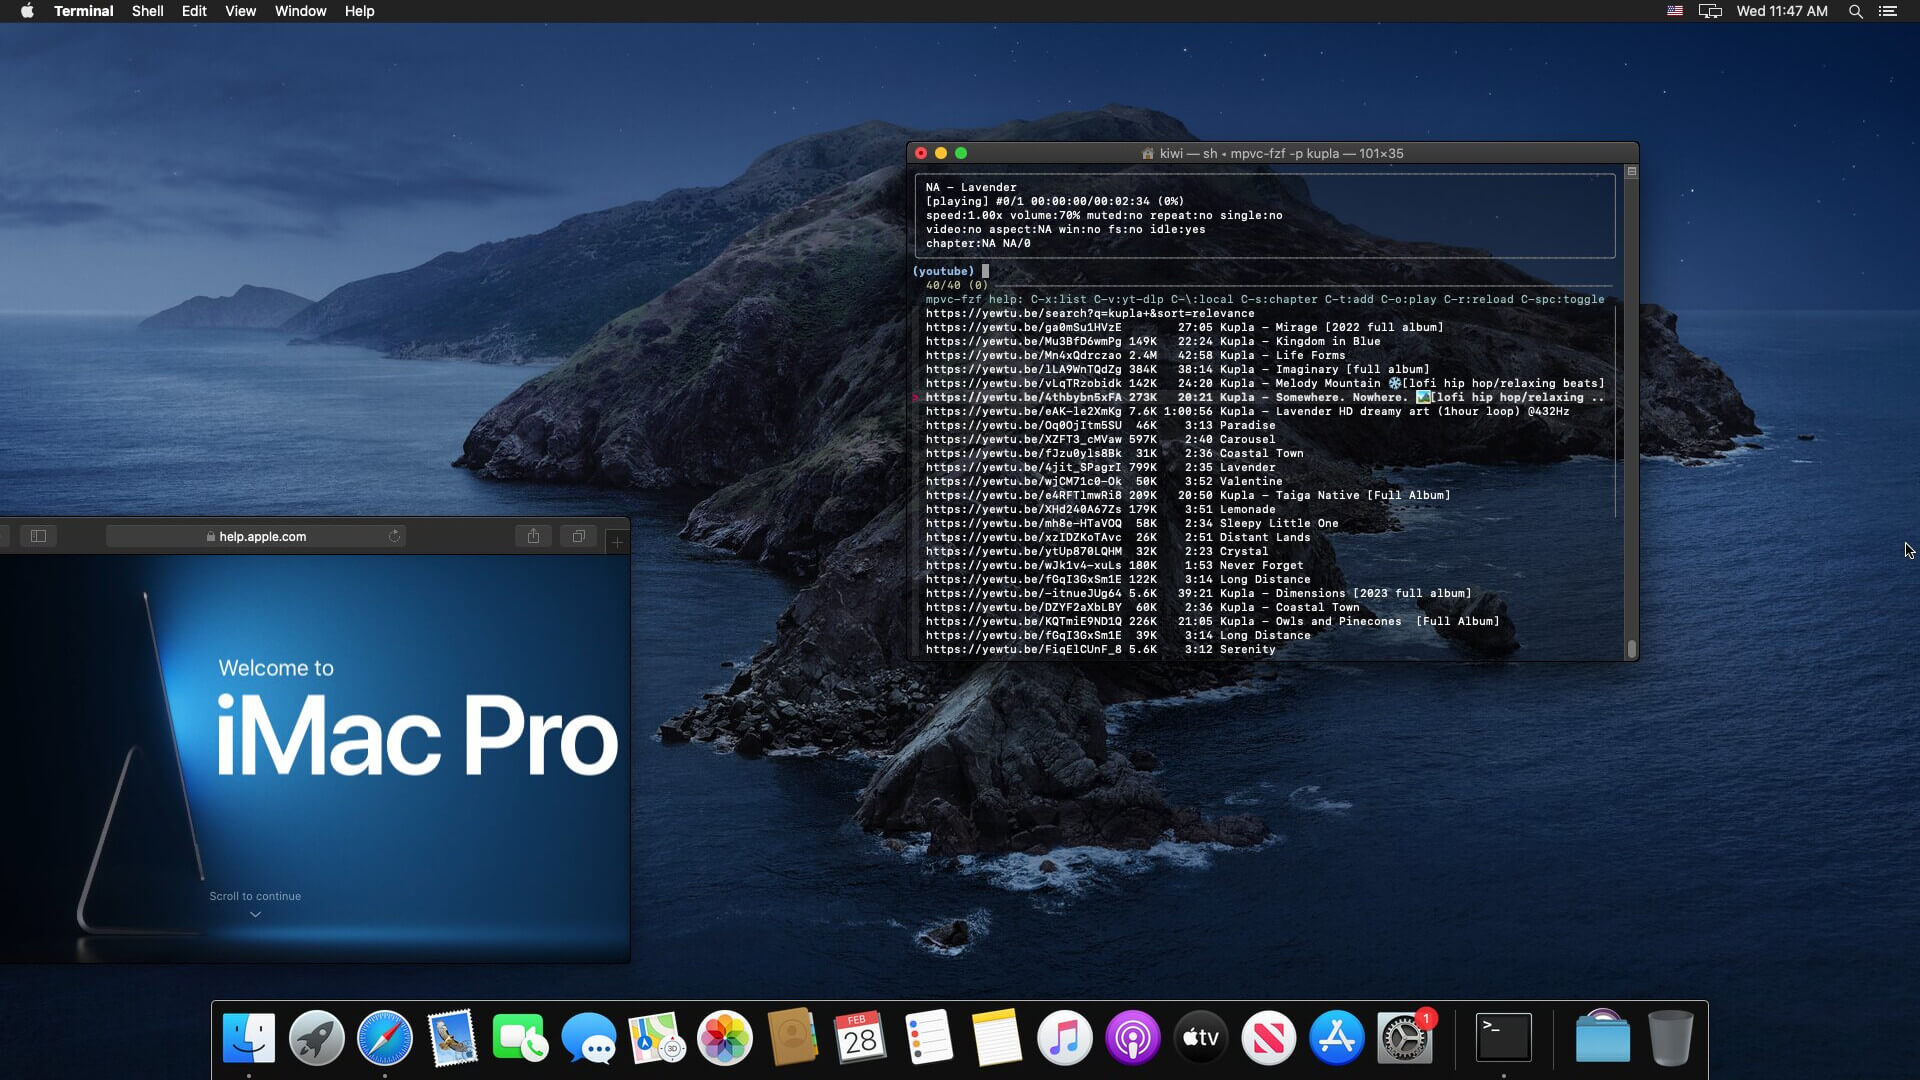 Terminal Shell Edit View Window Help
Wed 11:47 AM
kiwi — sh ◂ mpvc-fzf -p kupla — 101×35
NA - Lavender
[playing] #0/1 00:00:00/00:02:34 (0%)
speed:1.00x volume:70% muted:no repeat:no single:no
video:no aspect:NA win:no fs:no idle:yes
chapter:NA NA/0
(youtube)
40/40 (0)
mpvc-fzf help: C-x:list C-v:yt-dlp C-\:local C-s:chapter C-t:add C-o:play C-r:reload C-spc:toggle
https://yewtu.be/search?q=kupla+&sort=relevance
https://yewtu.be/ga0mSu1HVzE 27:05 Kupla - Mirage [2022 full album]
https://yewtu.be/Mu3BfD6wmPg 149K 22:24 Kupla - Kingdom in Blue
https://yewtu.be/Mn4xQdrczao 2.4M 42:58 Kupla - Life Forms
https://yewtu.be/lLA9WnTQdZg 384K 38:14 Kupla - Imaginary [full album]
https://yewtu.be/vLqTRzobidk 142K 24:20 Kupla - Melody Mountain ❄️[lofi hip hop/relaxing beats]
> https://yewtu.be/4thbybn5xFA 273K 20:21 Kupla - Somewhere. Nowhere. 🏞️[lofi hip hop/relaxing ..
https://yewtu.be/eAK-le2XmKg 7.6K 1:00:56 Kupla - Lavender HD dreamy art (1hour loop) @432Hz
https://yewtu.be/Oq0OjItm5SU 46K 3:13 Paradise
https://yewtu.be/XZFT3_cMVaw 597K 2:40 Carousel
https://yewtu.be/fJzu0yls8Bk 31K 2:36 Coastal Town
https://yewtu.be/4jit_SPagrI 799K 2:35 Lavender
https://yewtu.be/wjCM71c0-Ok 50K 3:52 Valentine
https://yewtu.be/e4RFTlmwRi8 209K 20:50 Kupla - Taiga Native [Full Album]
https://yewtu.be/XHd240A67Zs 179K 3:51 Lemonade
https://yewtu.be/mh8e-HTaVOQ 58K 2:34 Sleepy Little One
https://yewtu.be/xzIDZKoTAvc 26K 2:51 Distant Lands
https://yewtu.be/ytUp870LQHM 32K 2:23 Crystal
https://yewtu.be/wJk1v4-xuLs 180K 1:53 Never Forget
https://yewtu.be/fGqI3GxSm1E 122K 3:14 Long Distance
https://yewtu.be/-itnueJUg64 5.6K 39:21 Kupla - Dimensions [2023 full album]
https://yewtu.be/DZYF2aXbLBY 60K 2:36 Kupla - Coastal Town
https://yewtu.be/KQTmiE9ND1Q 226K 21:05 Kupla - Owls and Pinecones [Full Album]
https://yewtu.be/fGqI3GxSm1E 39K 3:14 Long Distance
https://yewtu.be/FiqElCUnF_8 5.6K 3:12 Serenity
help.apple.com
Welcome to
iMac Pro
Scroll to continue
3D
FEB
28
tv
1
>_